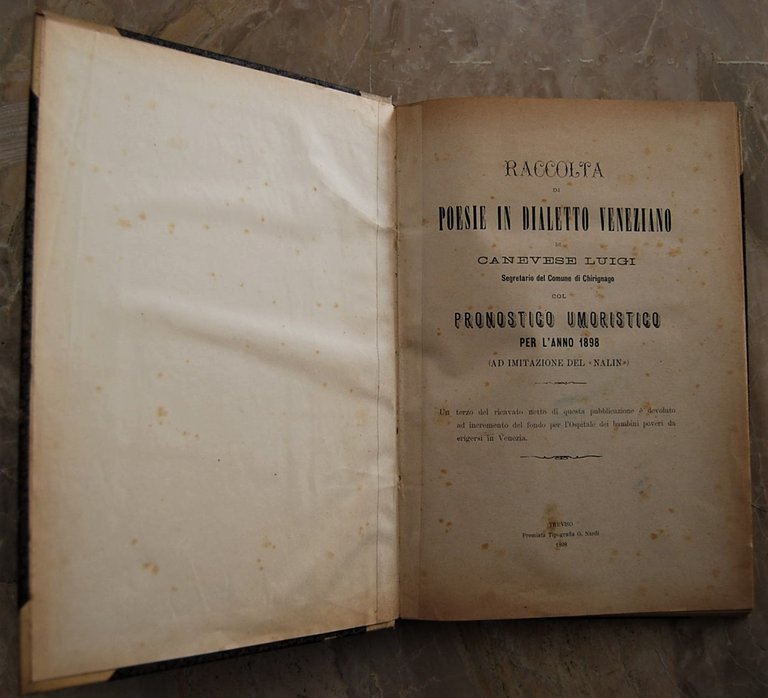 RACCOLTA
DI
POESIE IN DIALETTO VENEZIANO
DI
CANEVESE LUIGI
Segretario del Comune di Chirignago
COL
PRONOSTICO UMORISTICO
PER L'ANNO 1898
(AD IMITAZIONE DEL «NALIN»)
Un terzo del ricavato netto di questa pubblicazione è devoluto
ad incremento del fondo per l'Ospitale dei bambini poveri da
erigersi in Venezia.
TREVISO
Premiata Tipografia G. Nardi
1898